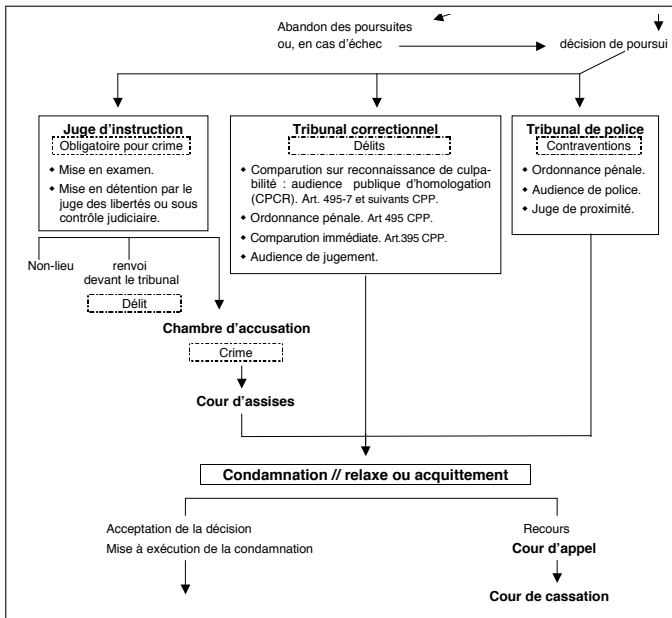 Abandon des poursuites
ou, en cas d'échec
décision de poursui
Juge d'instruction
Obligatoire pour crime
◆ Mise en examen.
◆ Mise en détention par le
juge des libertés ou sous
contrôle judiciaire.
Tribunal correctionnel
Délits
◆ Comparution sur reconnaissance de culpa-
bilité : audience publique d'homologation
(CPCR). Art. 495-7 et suivants CPP.
◆ Ordonnance pénale. Art 495 CPP.
◆ Comparution immédiate. Art.395 CPP.
◆ Audience de jugement.
Tribunal de police
Contraventions
◆ Ordonnance pénale.
◆ Audience de police.
◆ Juge de proximité.
Non-lieu
renvoi
devant le tribunal
Délit
Chambre d'accusation
Crime
Cour d'assises
Condamnation // relaxe ou acquittement
Acceptation de la décision
Mise à exécution de la condamnation
Recours
Cour d'appel
Cour de cassation